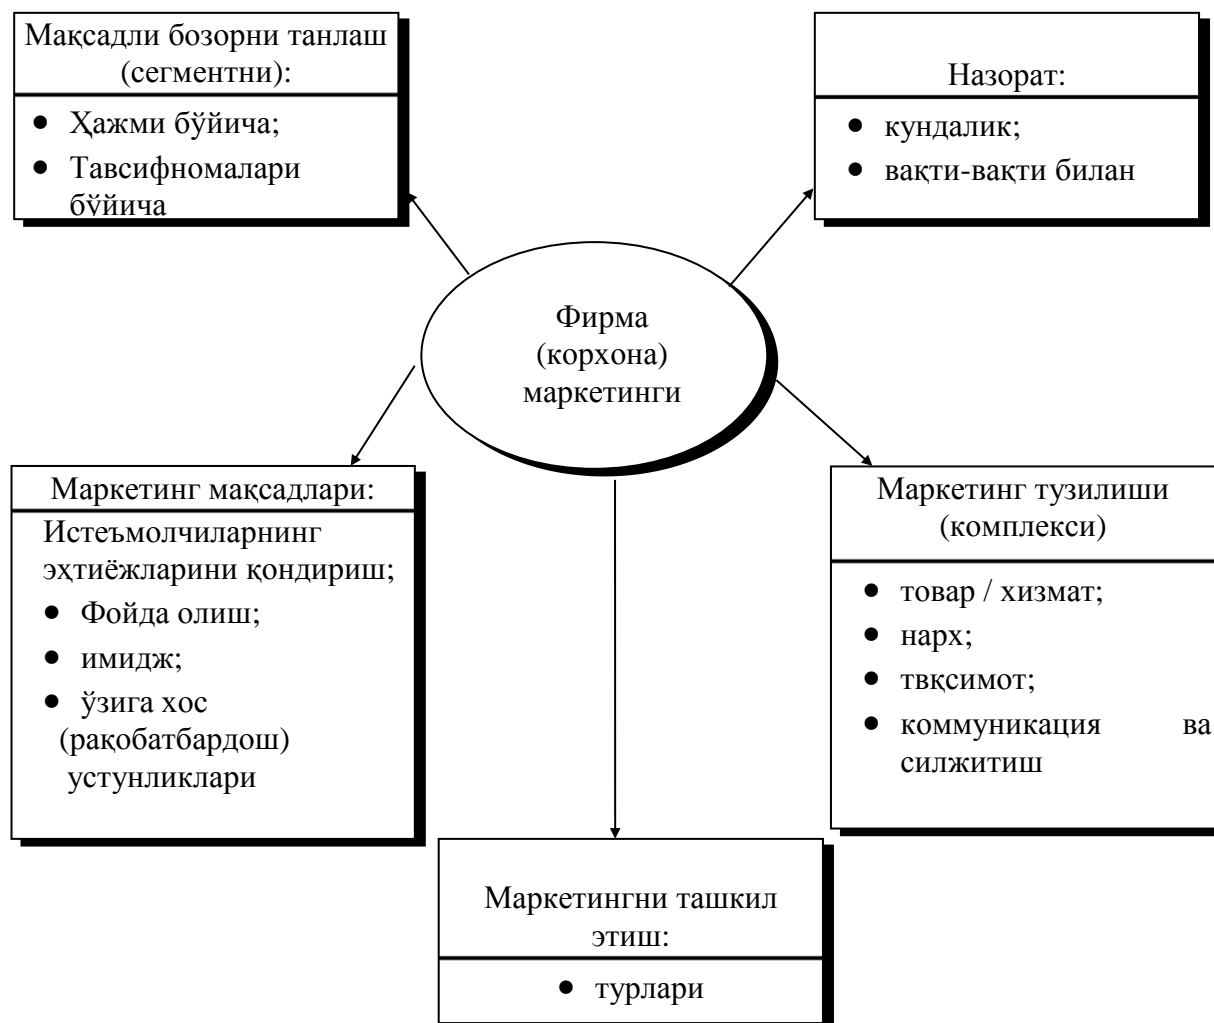 Мақсадли бозорни танлаш
(сегментни):
● Ҳажми бўйича;
● Тавсифномалари
бўйича
Назорат:
● кундалик;
● вақти-вақти билан
Фирма
(корхона)
маркетинги
Маркетинг мақсадлари:
Истеъмолчиларнинг
эҳтиёжларини қондириш;
● Фойда олиш;
● имидж;
● ўзига хос
(рақобатбардош)
устунликлари
Маркетинг тузилиши
(комплекси)
● товар / хизмат;
● нарх;
● твқсимот;
● коммуникация ва
силжитиш
Маркетингни ташкил
этиш:
● турлари